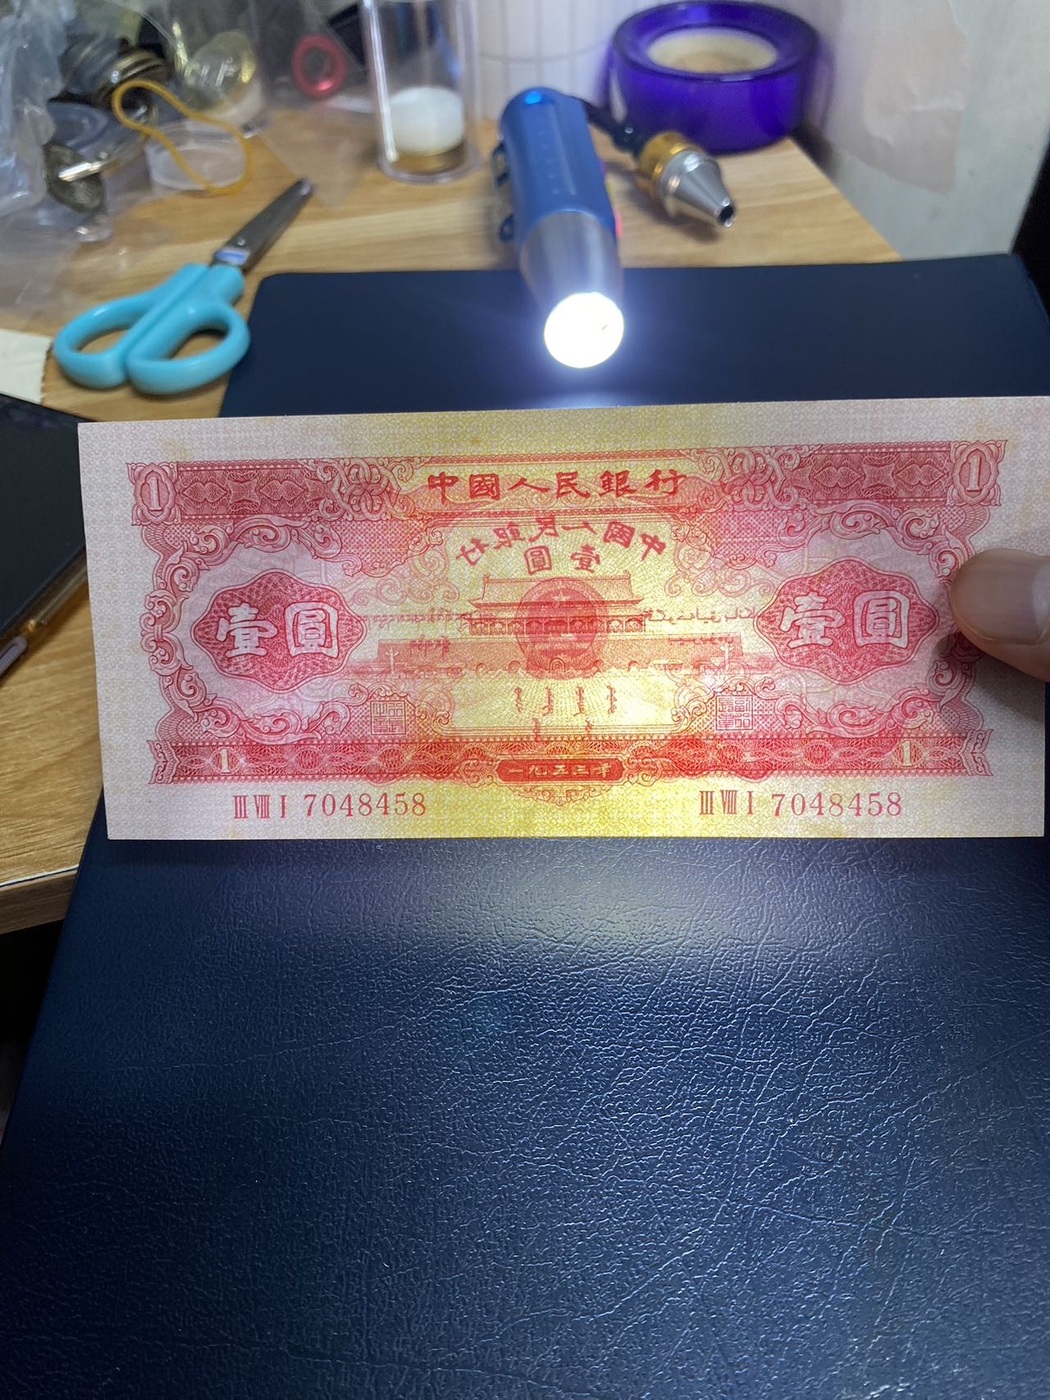 1 中國人民銀行 1
中國人民銀行
壹圓
壹圓 壹圓
1 一九五三年 1
ⅢⅧⅠ 7048458 ⅢⅧⅠ 7048458